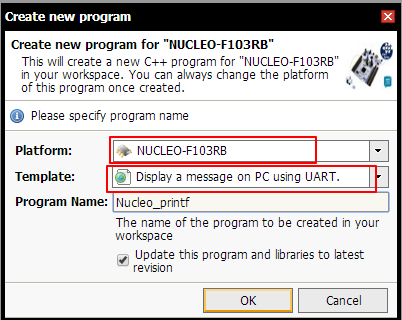 Create new program
Create new program for "NUCLEO-F103RB"
This will create a new C++ program for "NUCLEO-F103RB"
in your workspace. You can always change the platform
of this program once created.
Please specify program name
Platform: NUCLEO-F103RB
Template: Display a message on PC using UART.
Program Name: Nucleo_printf
The name of the program to be created in your
workspace
Update this program and libraries to latest
revision
OK Cancel